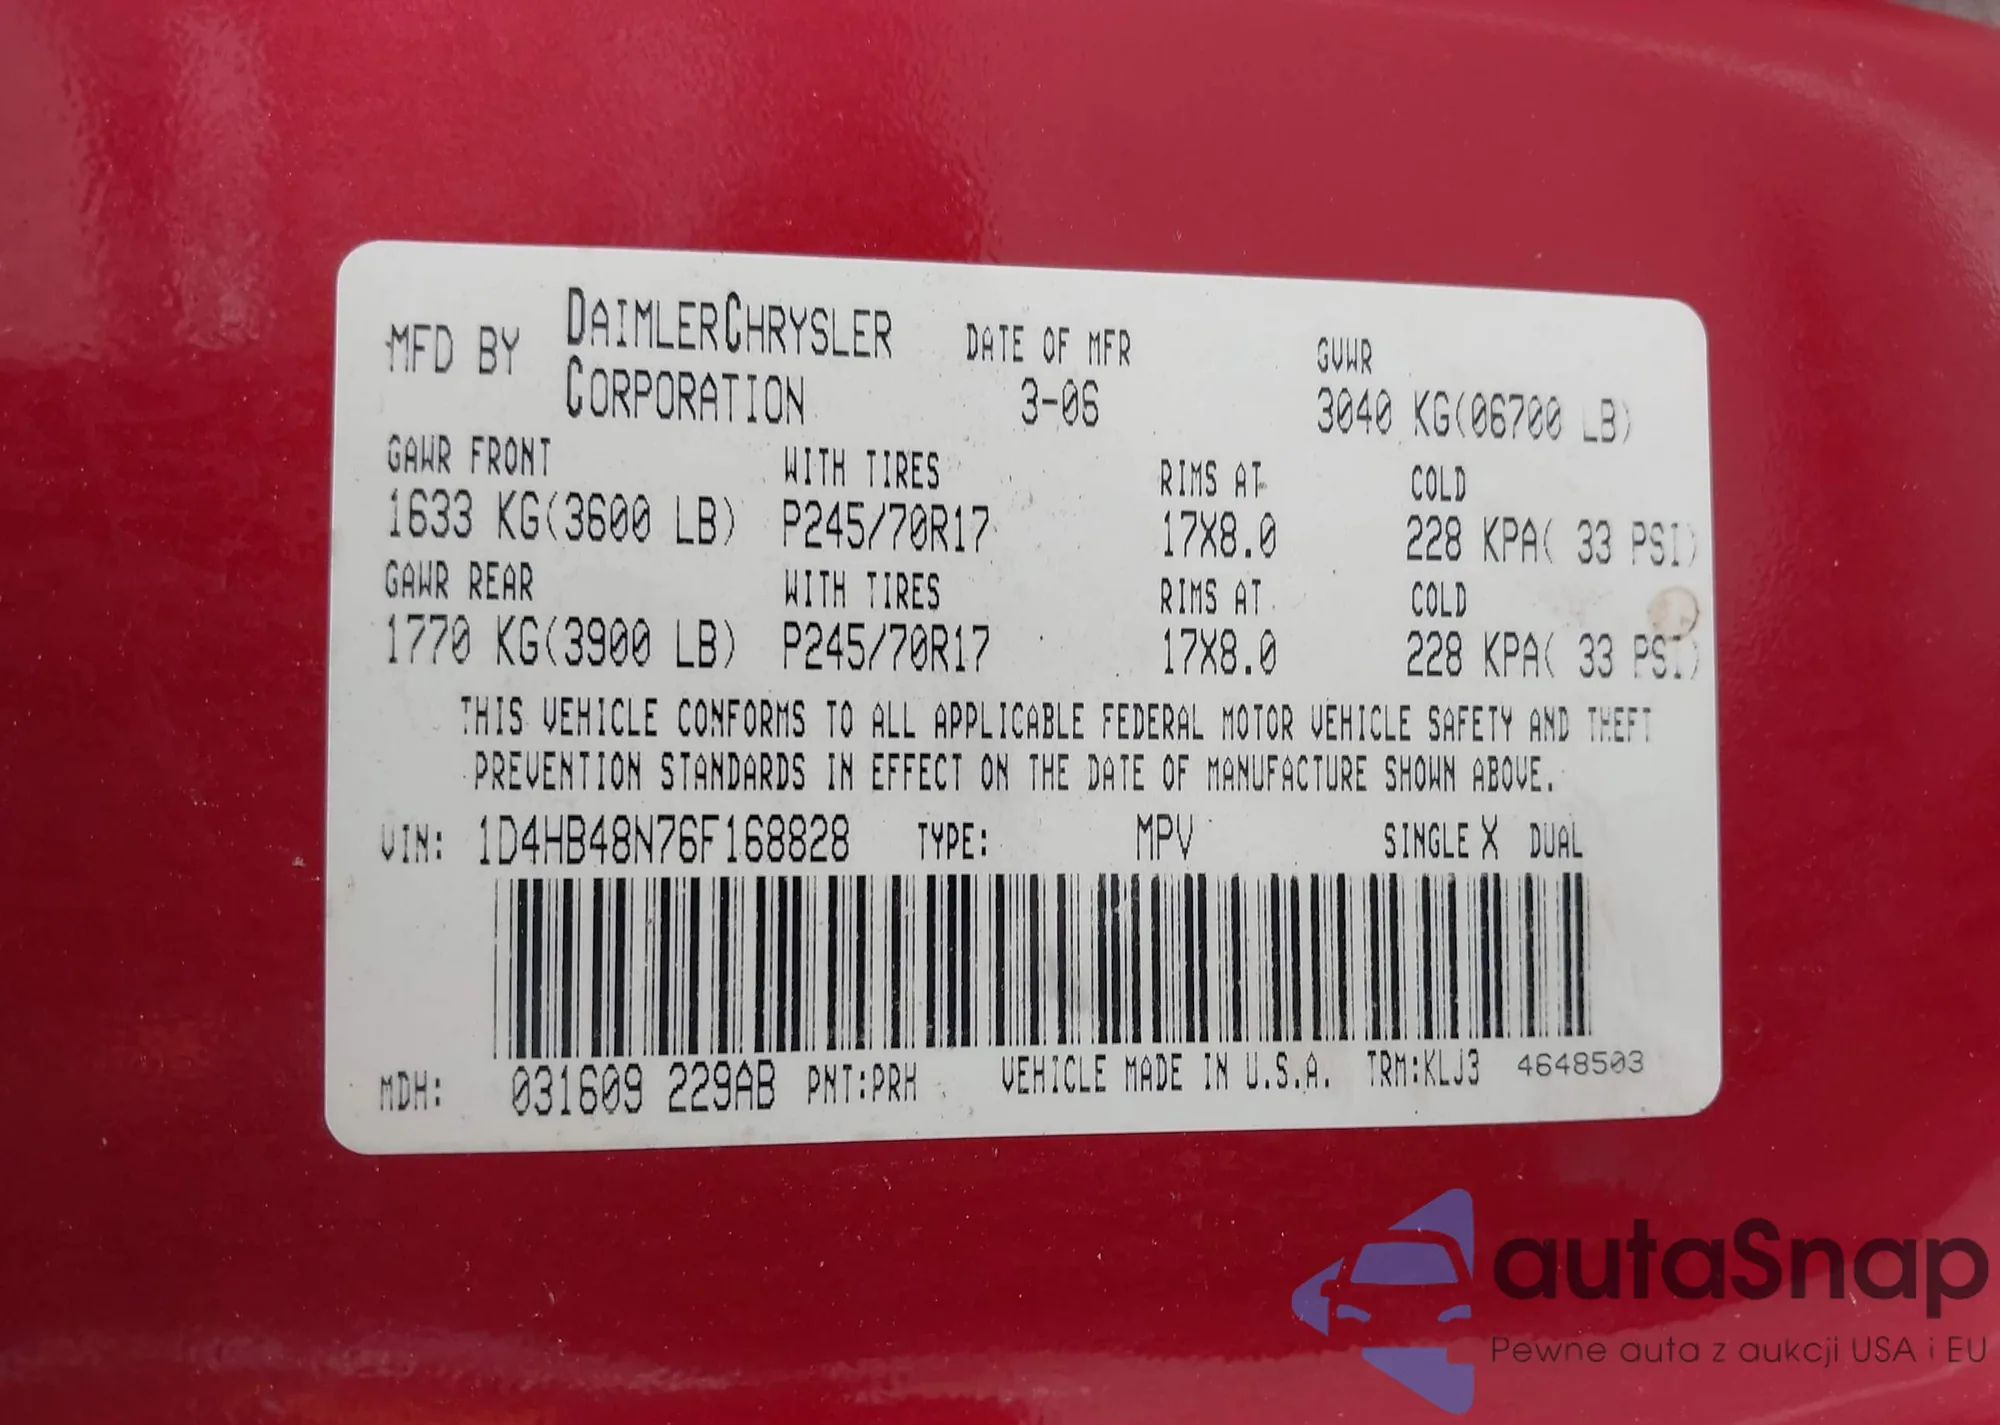 MFD BY DAIMLERCHRYSLER CORPORATION DATE OF MFR 3-06 GVWR 3040 KG(06700 LB)
GAWR FRONT WITH TIRES RIMS AT COLD
1633 KG(3600 LB) P245/70R17 17X8.0 228 KPA( 33 PSI)
GAWR REAR WITH TIRES RIMS AT COLD
1770 KG(3900 LB) P245/70R17 17X8.0 228 KPA( 33 PSI)
THIS VEHICLE CONFORMS TO ALL APPLICABLE FEDERAL MOTOR VEHICLE SAFETY AND THEFT
PREVENTION STANDARDS IN EFFECT ON THE DATE OF MANUFACTURE SHOWN ABOVE.
VIN: 1D4HB48N76F168828 TYPE: MPV SINGLE X DUAL
MDH: 031609 229AB PNT:PRH VEHICLE MADE IN U.S.A. TRM:KLJ3 4648503
autaSnap
Pewne auta z aukcji USA i EU